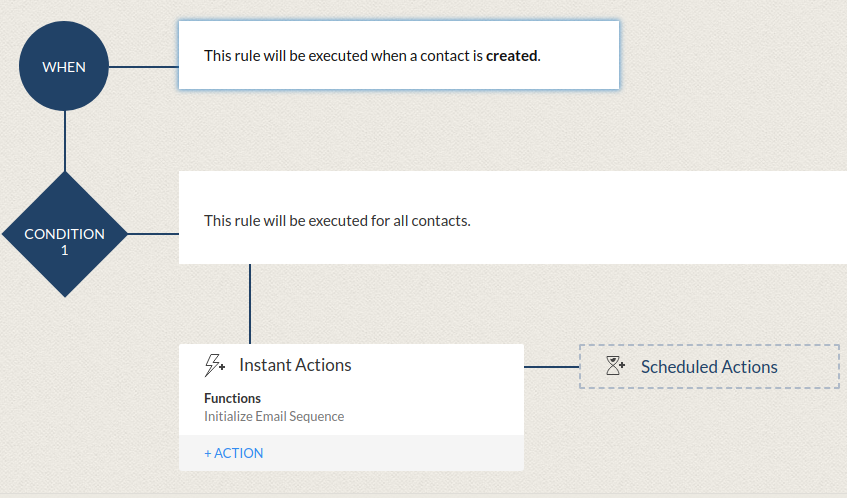 WHEN
This rule will be executed when a contact is created.
CONDITION
1
This rule will be executed for all contacts.
Instant Actions
Scheduled Actions
Functions
Initialize Email Sequence
+ ACTION